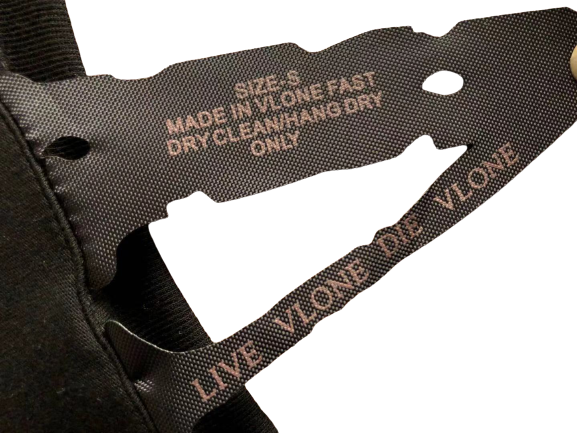 SIZE-S
MADE IN VLONE FAST
DRY CLEAN/HANG DRY
ONLY
LIVE VLONE DIE VLONE